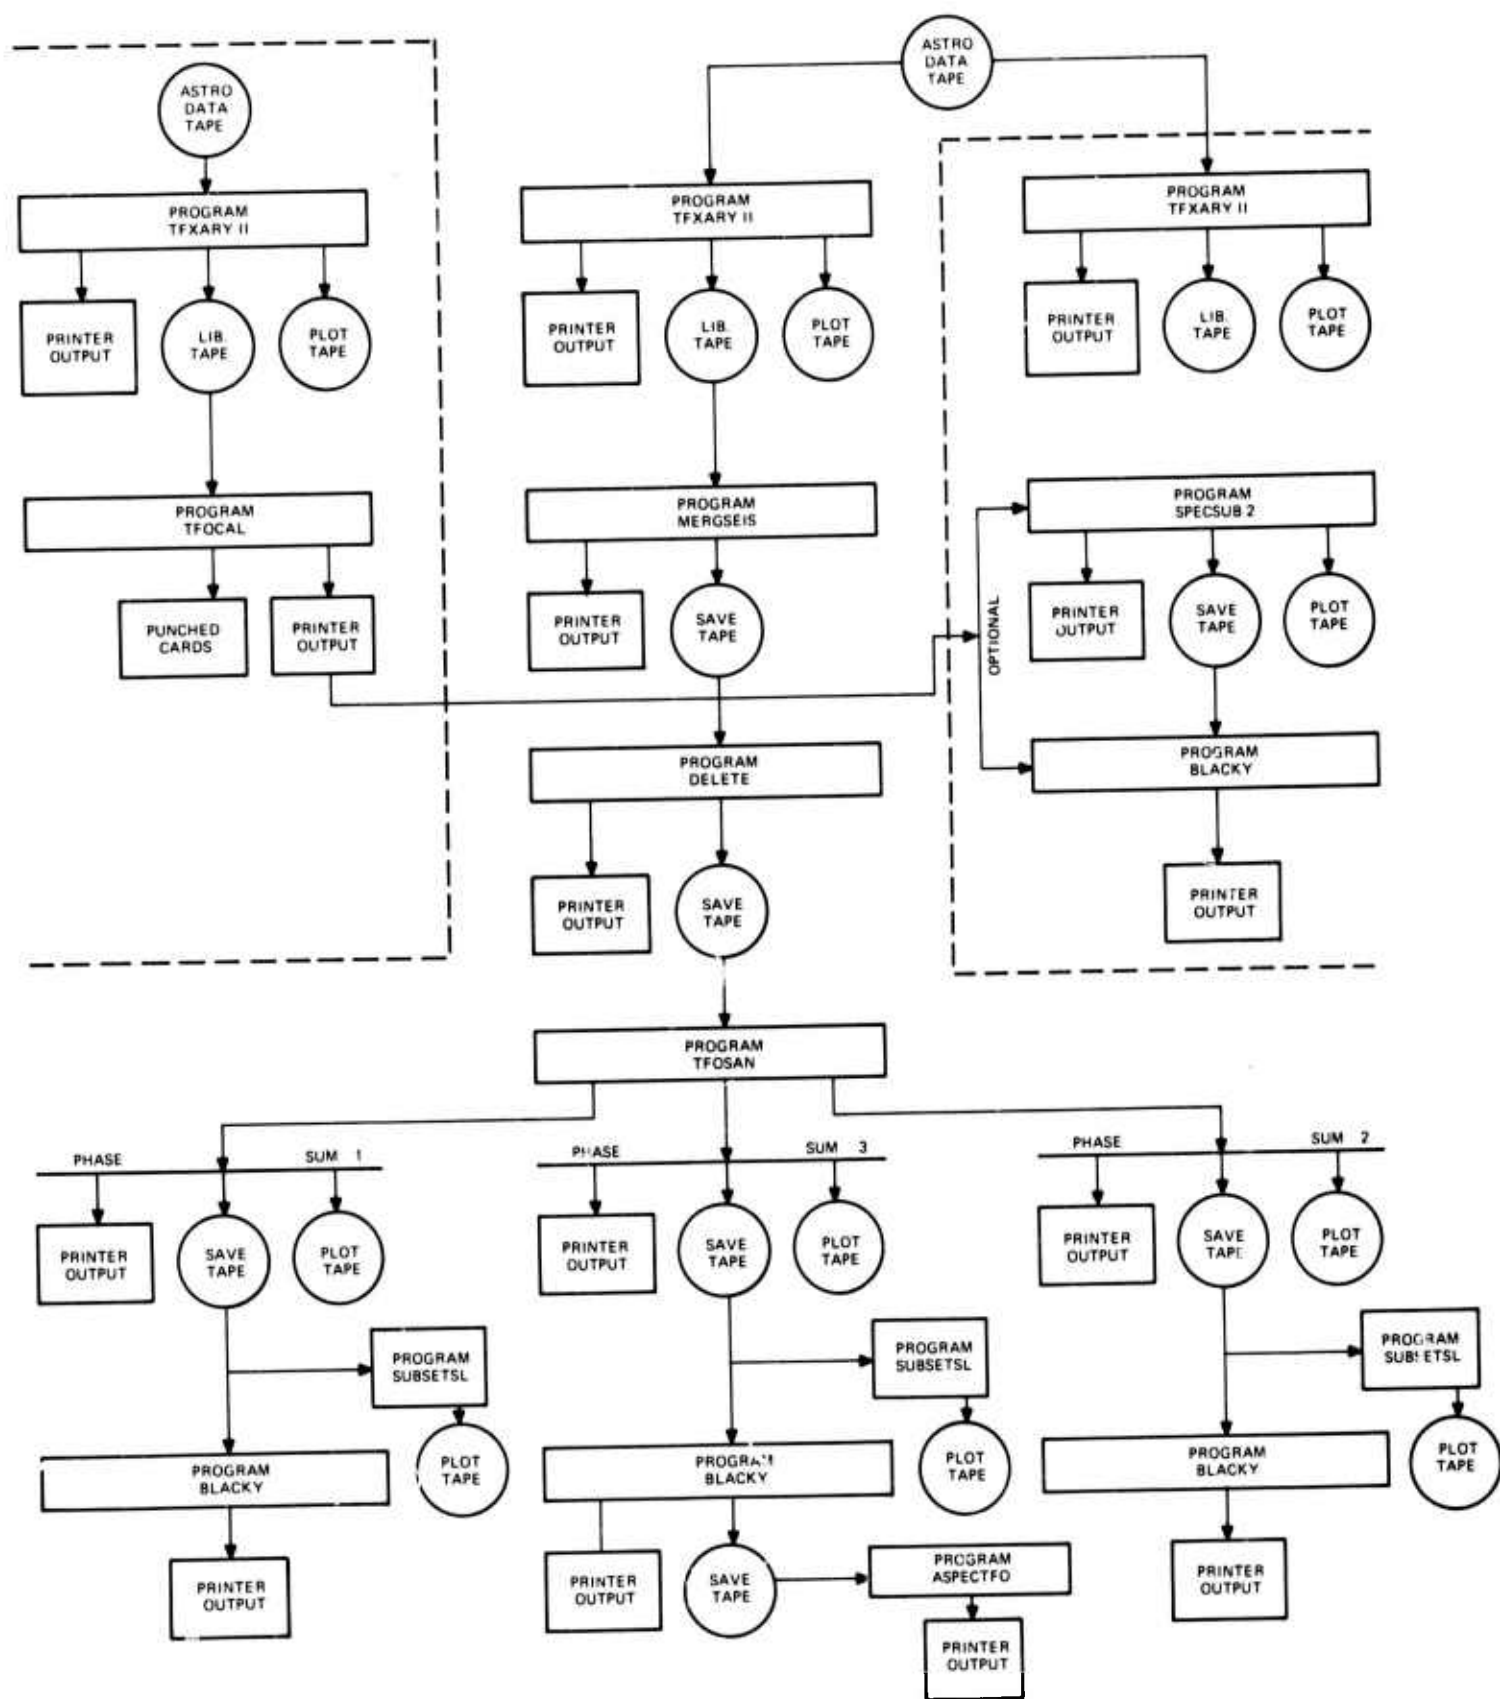 ASTRO
DATA
TAPE
ASTRO
DATA
TAPE
PROGRAM
TFXARY II
PROGRAM
TFXARY II
PROGRAM
TFXARY II
PRINTER
OUTPUT
LIB.
TAPE
PLOT
TAPE
PRINTER
OUTPUT
LIB.
TAPE
PLOT
TAPE
PRINTER
OUTPUT
LIB.
TAPE
PLOT
TAPE
PROGRAM
TFOCAL
PROGRAM
MERGSEIS
PROGRAM
SPECSUB 2
PUNCHED
CARDS
PRINTER
OUTPUT
PRINTER
OUTPUT
SAVE
TAPE
OPTIONAL
PRINTER
OUTPUT
SAVE
TAPE
PLOT
TAPE
PROGRAM
DELETE
PROGRAM
BLACKY
PRINTER
OUTPUT
SAVE
TAPE
PRINTER
OUTPUT
PROGRAM
TFOSAN
PHASE SUM 1
PHASE SUM 3
PHASE SUM 2
PRINTER
OUTPUT
SAVE
TAPE
PLOT
TAPE
PRINTER
OUTPUT
SAVE
TAPE
PLOT
TAPE
PRINTER
OUTPUT
SAVE
TAPE
PLOT
TAPE
PROGRAM
SUBSETSL
PROGRAM
SUBSETSL
PROGRAM
SUBSETSL
PROGRAM
BLACKY
PLOT
TAPE
PROGRAM
BLACKY
PLOT
TAPE
PROGRAM
BLACKY
PLOT
TAPE
PRINTER
OUTPUT
PRINTER
OUTPUT
SAVE
TAPE
PROGRAM
ASPECTFO
PRINTER
OUTPUT
PRINTER
OUTPUT